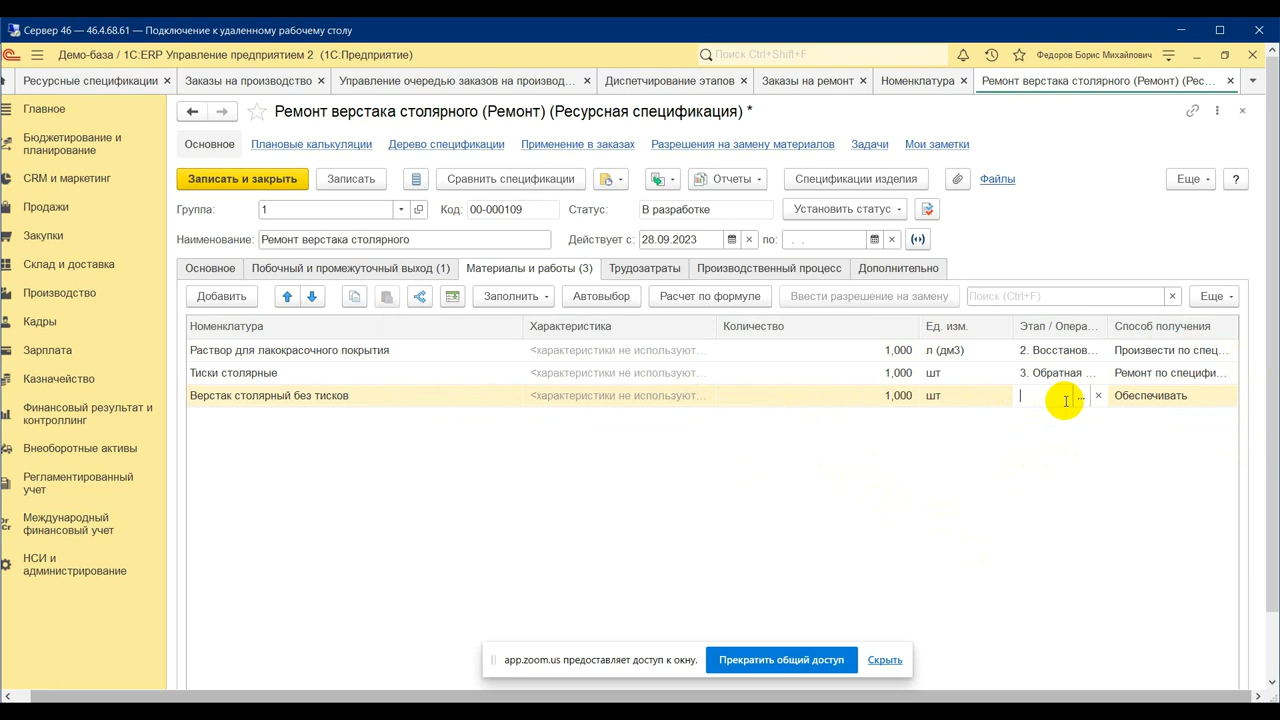 Сервер 46 — 46.4.68.61 — Подключение к удаленному рабочему столу
Демо-база / 1C:ERP Управление предприятием 2 (1С:Предприятие)
Поиск Ctrl+Shift+F
Федоров Борис Михайлович
Ресурсные спецификации
Заказы на производство
Управление очередью заказов на производ...
Диспетчирование этапов
Заказы на ремонт
Номенклатура
Ремонт верстака столярного (Ремонт) (Рес...
Главное
Бюджетирование и
планирование
CRM и маркетинг
Продажи
Закупки
Склад и доставка
Производство
Кадры
Зарплата
Казначейство
Финансовый результат и
контроллинг
Внеоборотные активы
Регламентированный
учет
Международный
финансовый учет
НСИ и
администрирование
Ремонт верстака столярного (Ремонт) (Ресурсная спецификация) *
Основное Плановые калькуляции Дерево спецификации Применение в заказах Разрешения на замену материалов Задачи Мои заметки
Записать и закрыть Записать Сравнить спецификации Отчеты Спецификации изделия Файлы Еще ?
Группа: 1 Код: 00-000109 Статус: В разработке Установить статус
Наименование: Ремонт верстака столярного Действует с: 28.09.2023 по: . .
Основное Побочный и промежуточный выход (1) Материалы и работы (3) Трудозатраты Производственный процесс Дополнительно
Добавить Заполнить Автовыбор Расчет по формуле Ввести разрешение на замену Поиск (Ctrl+F) Еще
Номенклатура Характеристика Количество Ед. изм. Этап / Опера... Способ получения
Раствор для лакокрасочного покрытия <характеристики не используют... 1,000 л (дм3) 2. Восстанов... Произвести по спец...
Тиски столярные <характеристики не используют... 1,000 шт 3. Обратная ... Ремонт по специфи...
Верстак столярный без тисков <характеристики не используют... 1,000 шт ... Обеспечивать
app.zoom.us предоставляет доступ к окну. Прекратить общий доступ Скрыть